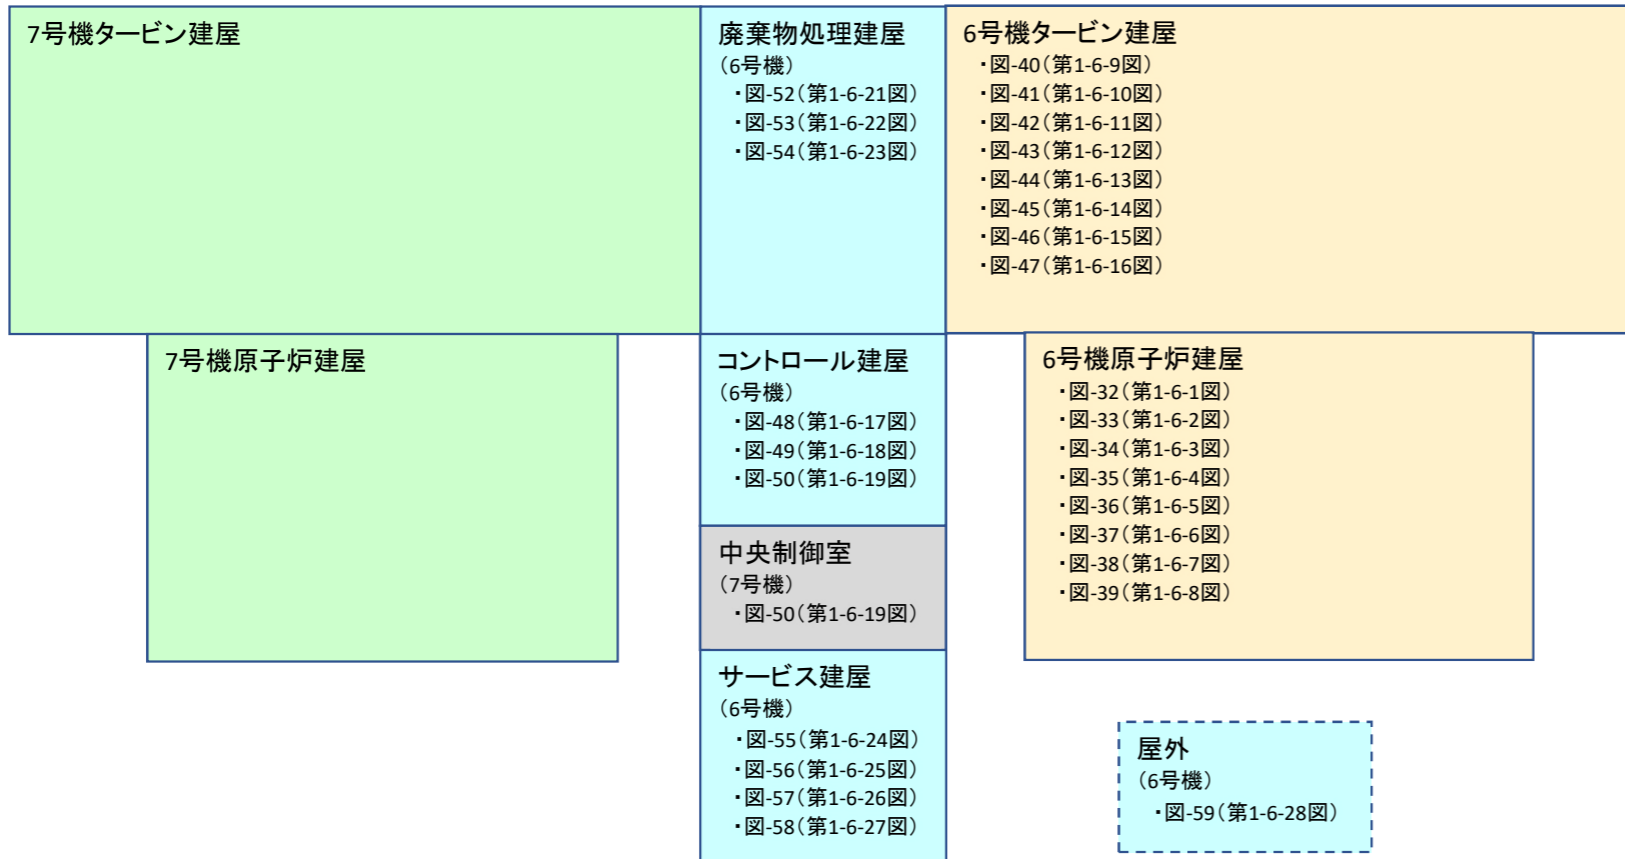 7号機タービン建屋
廃棄物処理建屋
(6号機)
・図-52(第1-6-21図)
・図-53(第1-6-22図)
・図-54(第1-6-23図)
6号機タービン建屋
・図-40(第1-6-9図)
・図-41(第1-6-10図)
・図-42(第1-6-11図)
・図-43(第1-6-12図)
・図-44(第1-6-13図)
・図-45(第1-6-14図)
・図-46(第1-6-15図)
・図-47(第1-6-16図)
7号機原子炉建屋
コントロール建屋
(6号機)
・図-48(第1-6-17図)
・図-49(第1-6-18図)
・図-50(第1-6-19図)
6号機原子炉建屋
・図-32(第1-6-1図)
・図-33(第1-6-2図)
・図-34(第1-6-3図)
・図-35(第1-6-4図)
・図-36(第1-6-5図)
・図-37(第1-6-6図)
・図-38(第1-6-7図)
・図-39(第1-6-8図)
中央制御室
(7号機)
・図-50(第1-6-19図)
サービス建屋
(6号機)
・図-55(第1-6-24図)
・図-56(第1-6-25図)
・図-57(第1-6-26図)
・図-58(第1-6-27図)
屋外
(6号機)
・図-59(第1-6-28図)